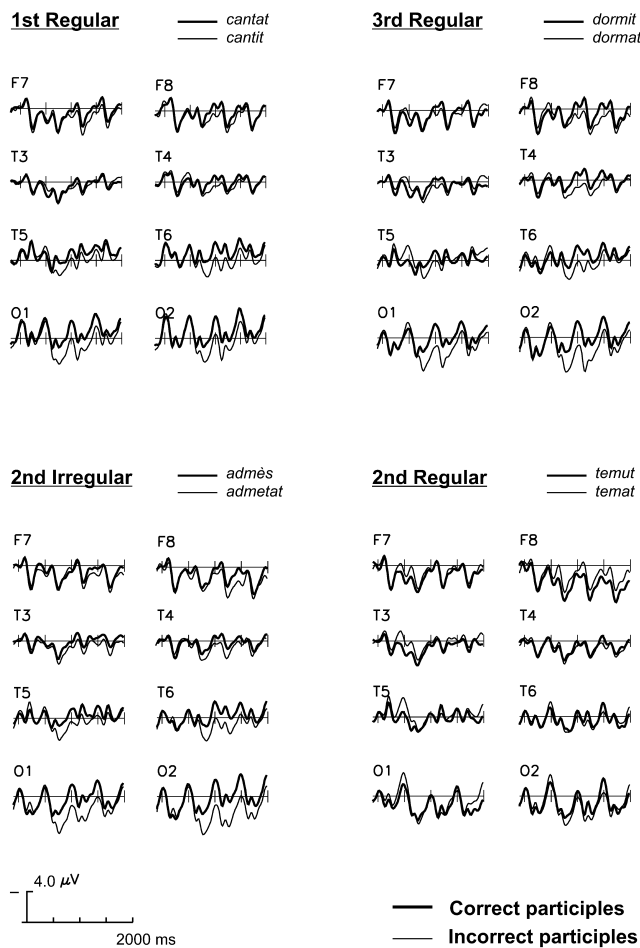 1st Regular
cantat
cantit
F7 F8
T3 T4
T5 T6
O1 O2
3rd Regular
dormit
dormat
F7 F8
T3 T4
T5 T6
O1 O2
2nd Irregular
admès
admetat
F7 F8
T3 T4
T5 T6
O1 O2
2nd Regular
temut
temat
F7 F8
T3 T4
T5 T6
O1 O2
4.0 µV
2000 ms
Correct participles
Incorrect participles